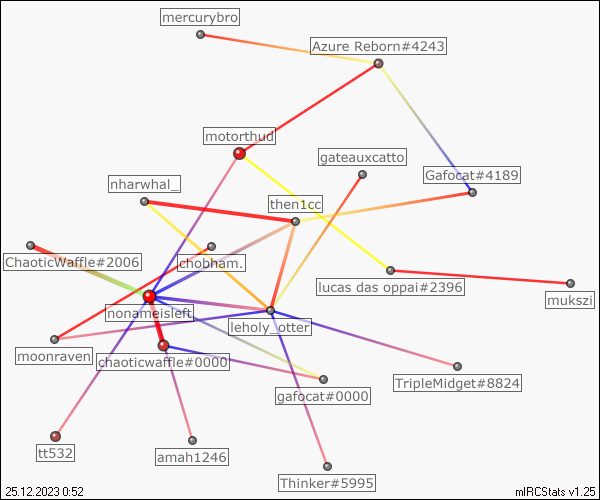 mercurybro
Azure Reborn#4243
motorthud
gateauxcatto
Gafocat#4189
nharwhal_
then1cc
ChaoticWaffle#2006
chobham.
lucas das oppai#2396
mukszi
nonameisleft
leholy_otter
moonraven
chaoticwaffle#0000
TripleMidget#8824
gafocat#0000
tt532
amah1246
Thinker#5995
25.12.2023 0:52
mIRCStats v1.25